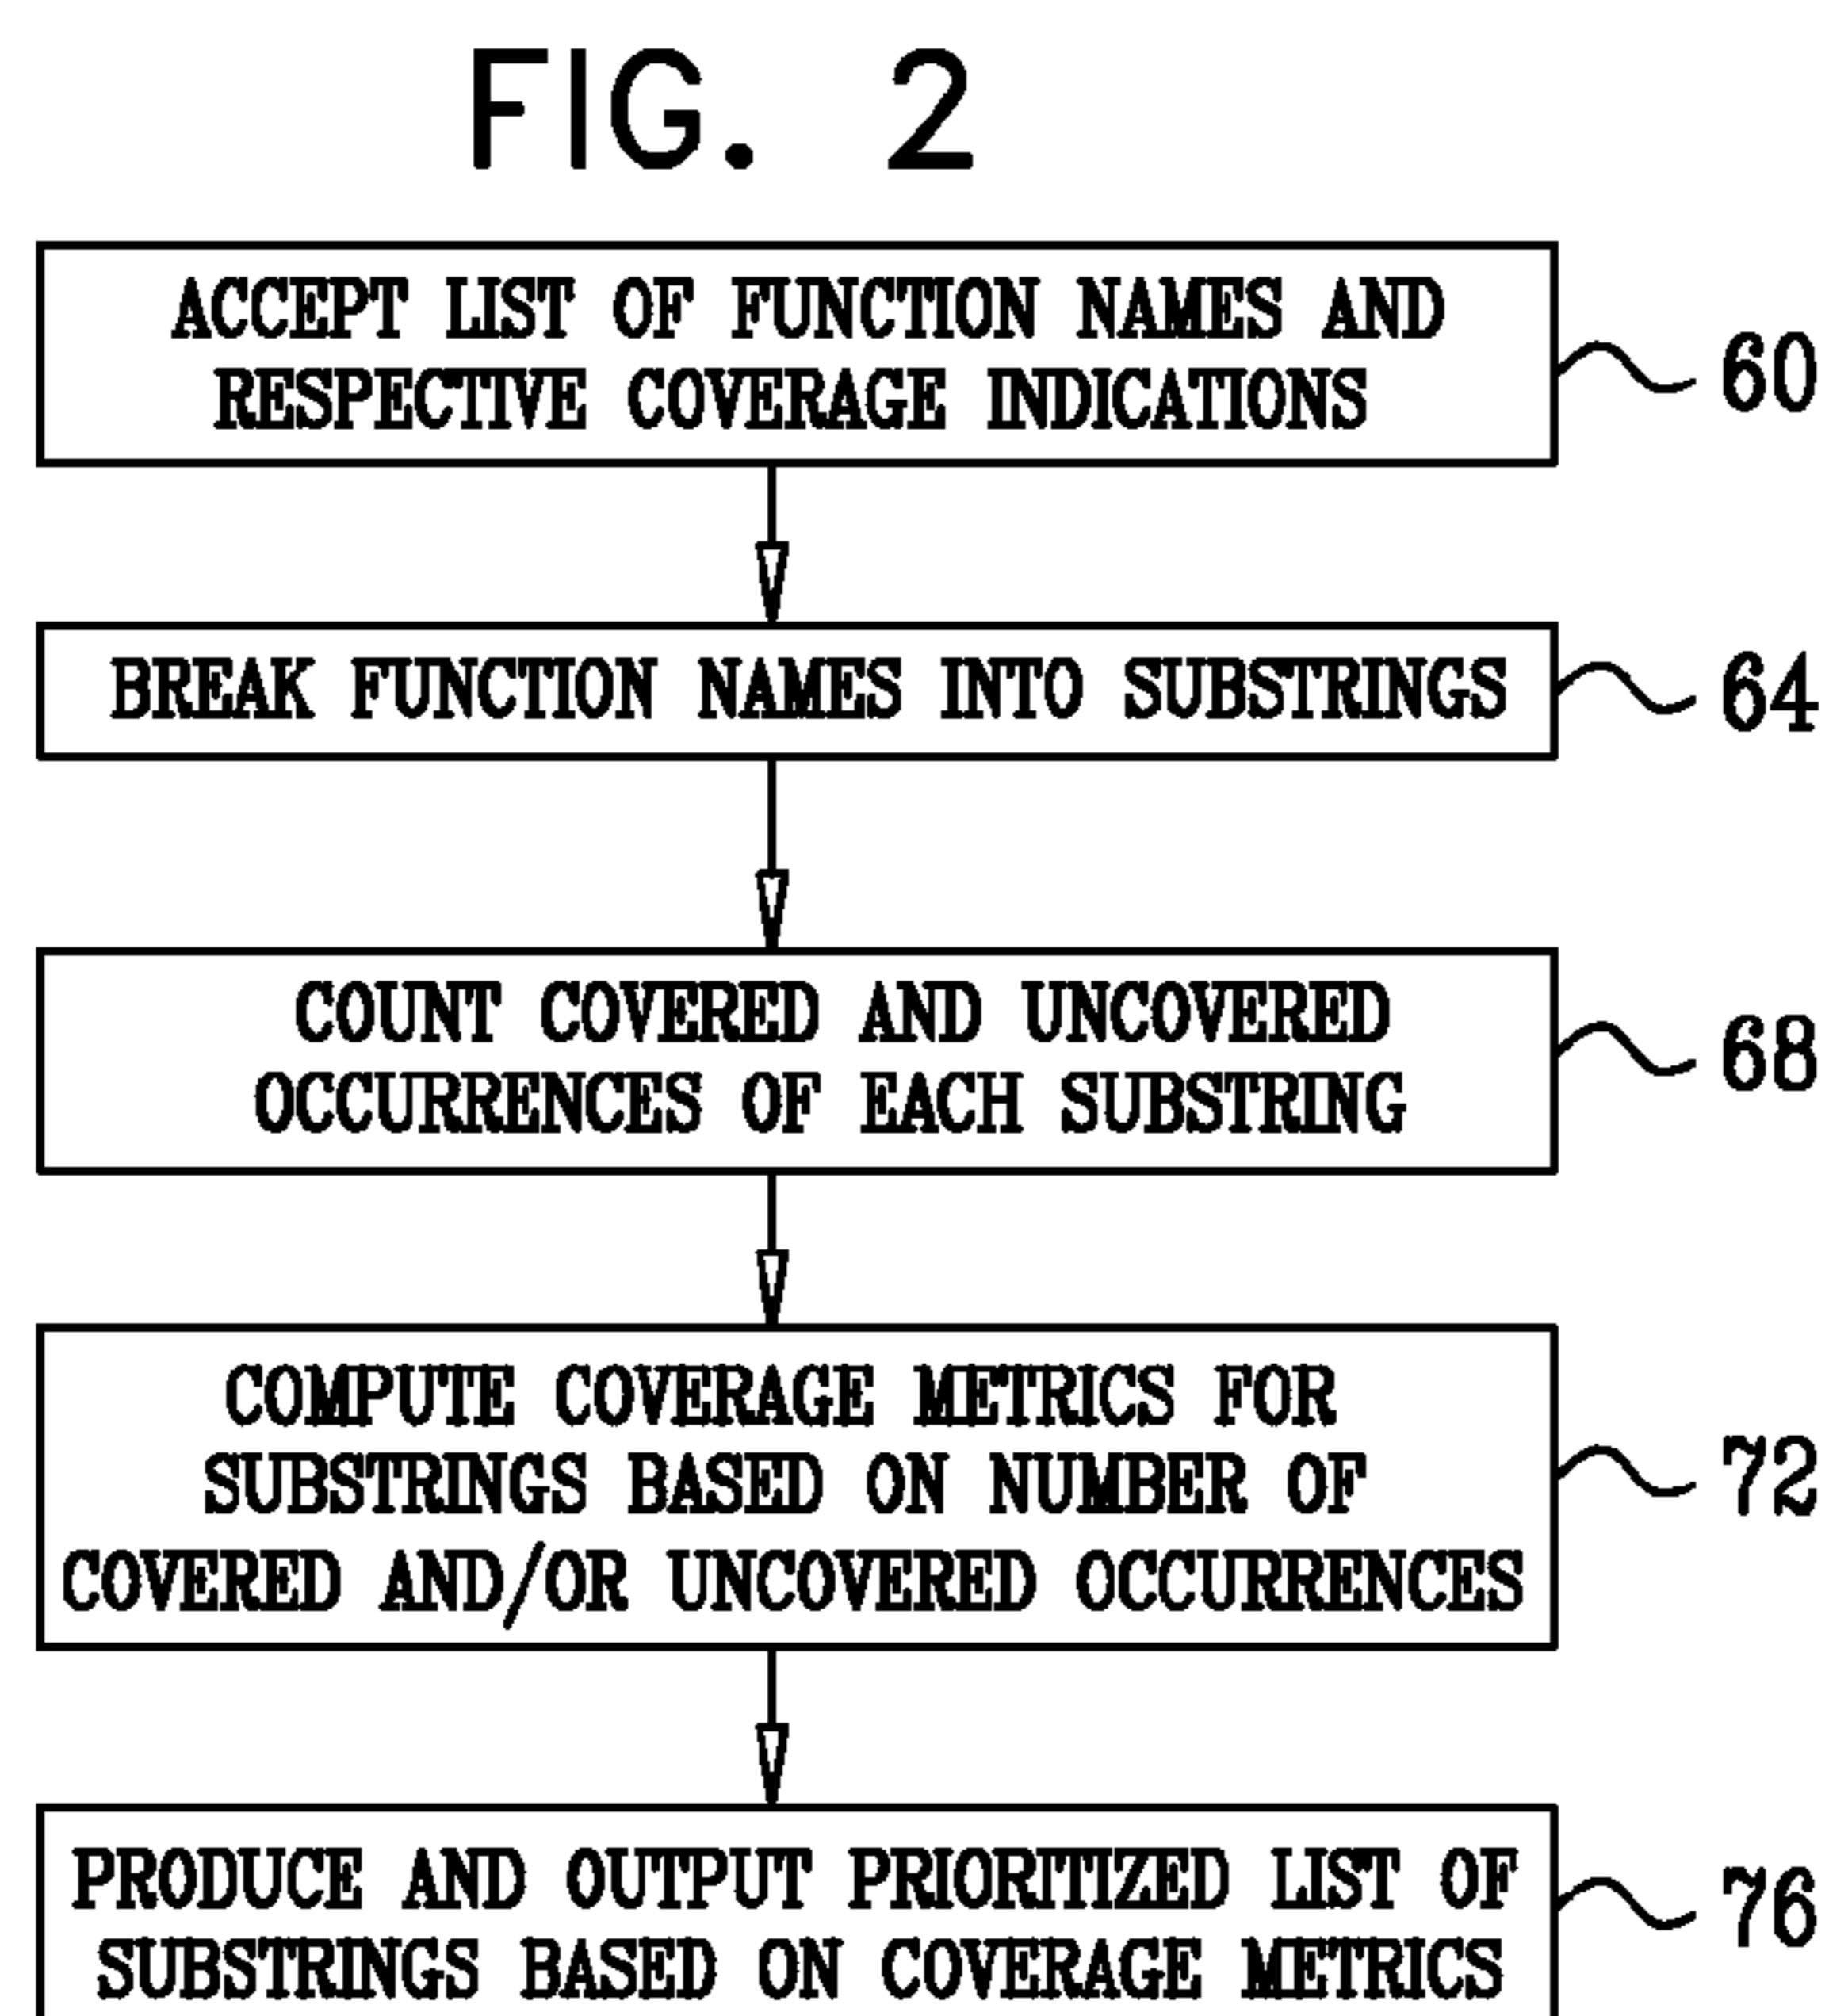 FIG. 2
ACCEPT LIST OF FUNCTION NAMES AND
RESPECTIVE COVERAGE INDICATIONS
60
BREAK FUNCTION NAMES INTO SUBSTRINGS
64
COUNT COVERED AND UNCOVERED
OCCURRENCES OF EACH SUBSTRING
68
COMPUTE COVERAGE METRICS FOR
SUBSTRINGS BASED ON NUMBER OF
COVERED AND/OR UNCOVERED OCCURRENCES
72
PRODUCE AND OUTPUT PRIORITIZED LIST OF
SUBSTRINGS BASED ON COVERAGE METRICS
76